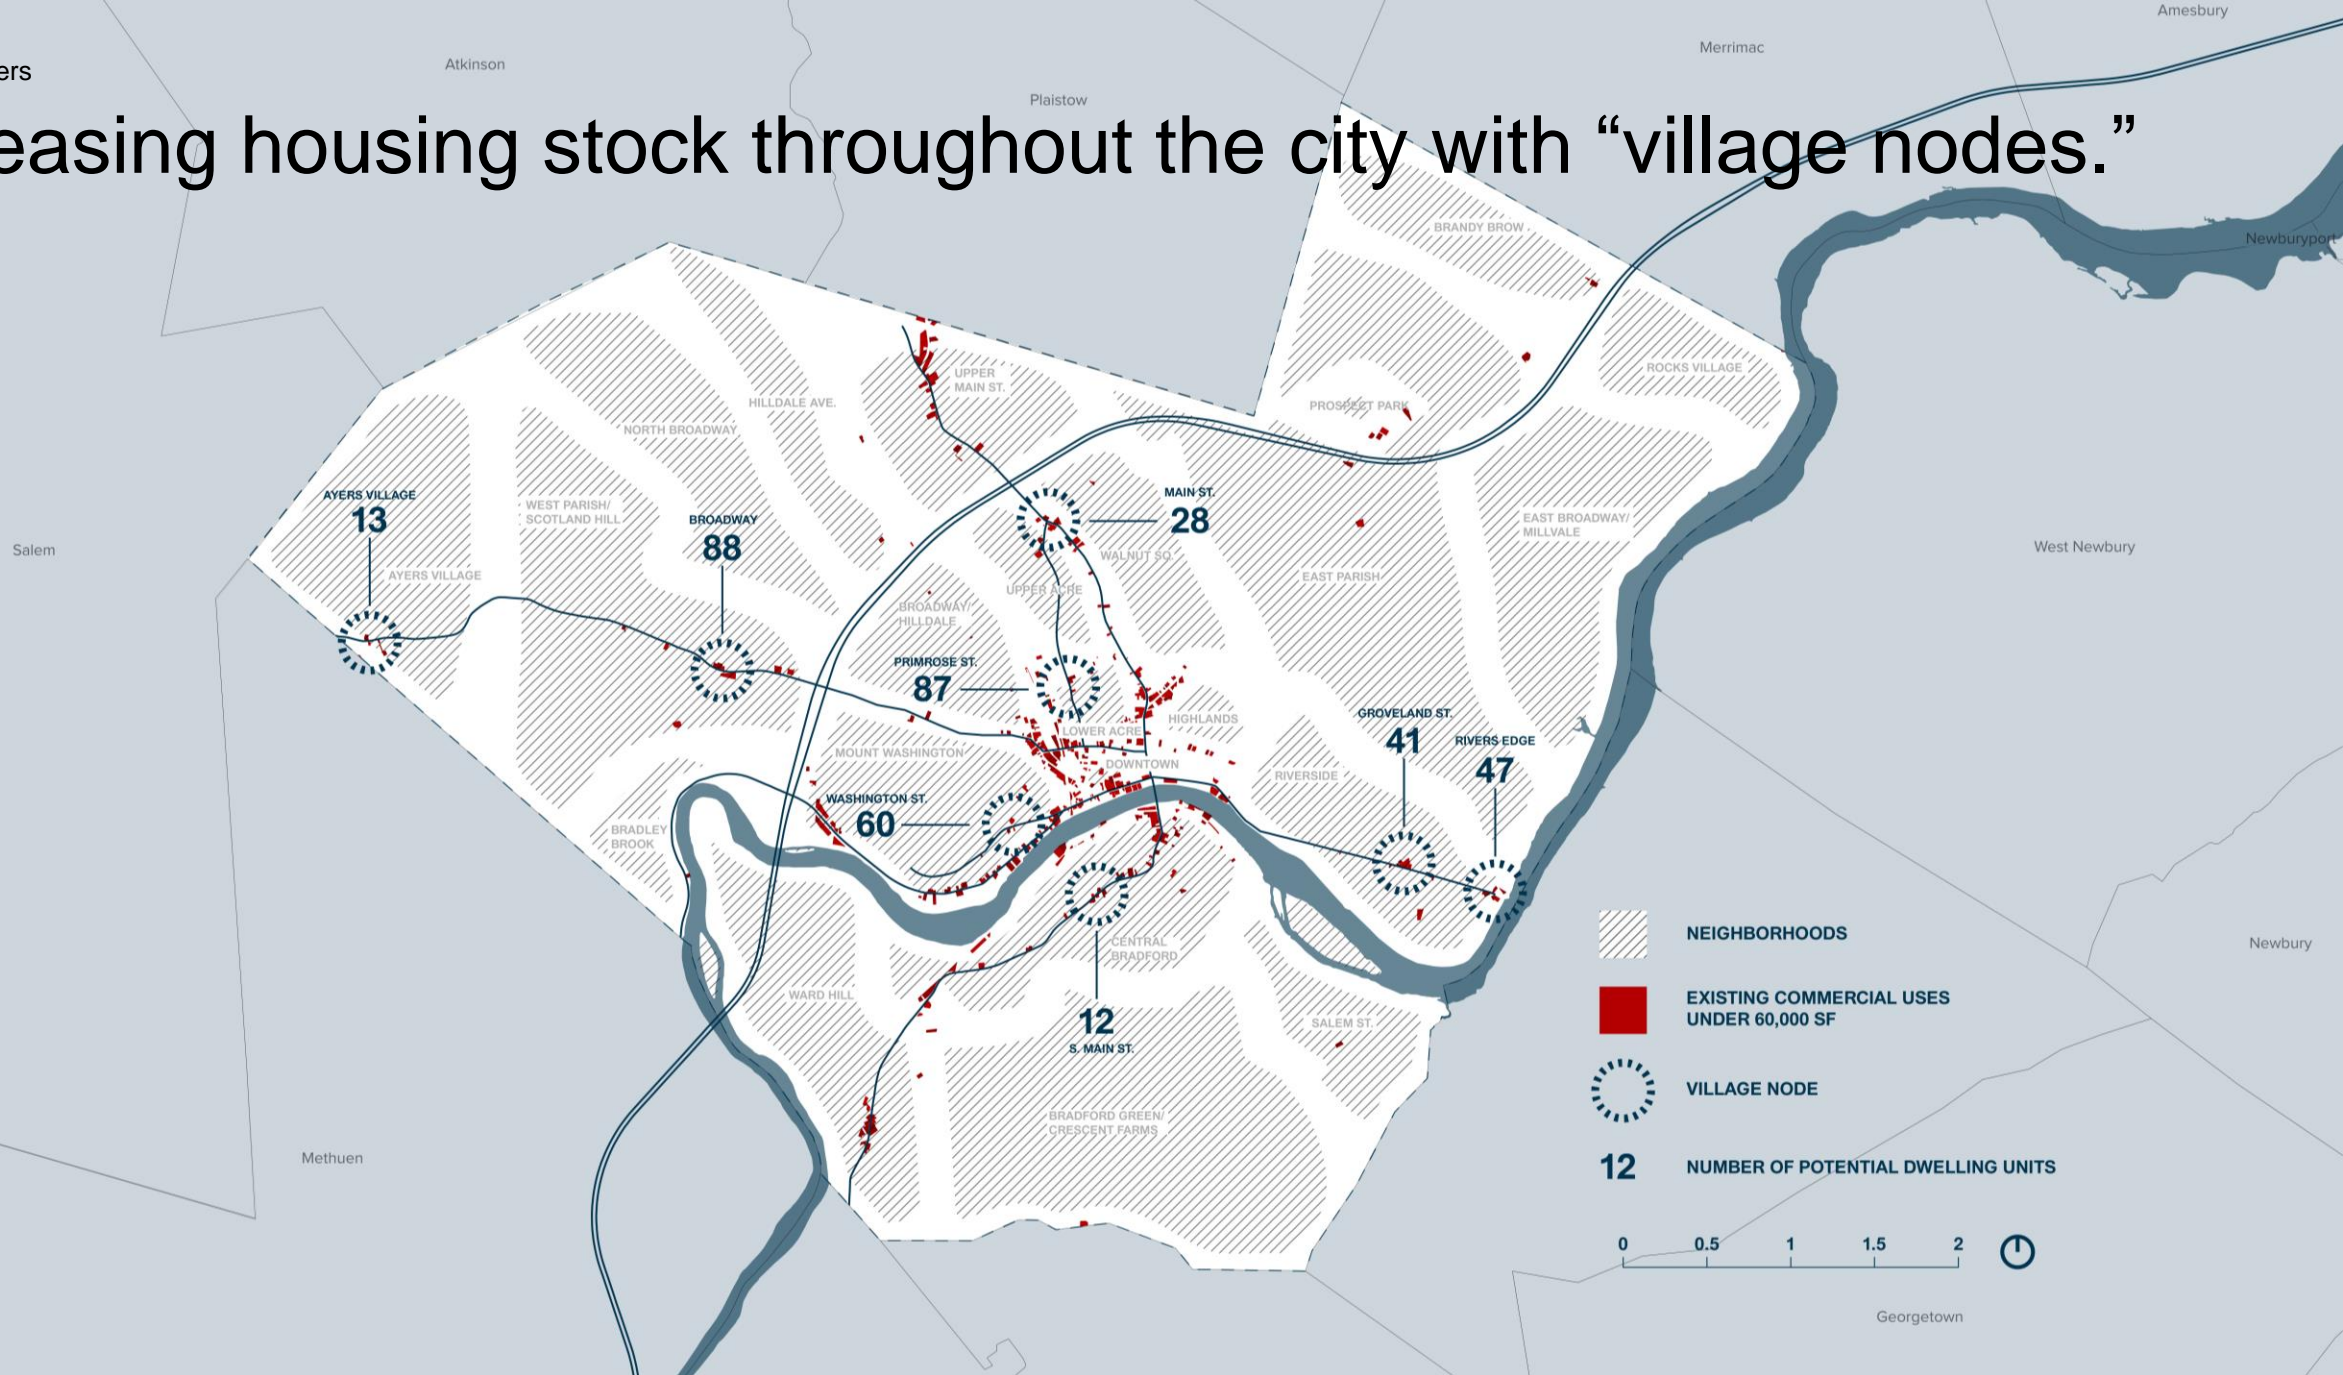 Amesbury
Merrimac
Atkinson
ers
Plaistow
easing housing stock throughout the city with “village nodes.”
BRANDY BROW
Newburyport
ROCKS VILLAGE
UPPER
MAIN ST.
HILLDALE AVE.
PROSPECT PARK
NORTH BROADWAY
AYERS VILLAGE
13
WEST PARISH/
SCOTLAND HILL
BROADWAY
88
MAIN ST.
28
EAST BROADWAY/
MILLVALE
Salem
West Newbury
WALNUT SQ.
AYERS VILLAGE
EAST PARISH
UPPER ACRE
BROADWAY/
HILLDALE
PRIMROSE ST.
87
HIGHLANDS
LOWER ACRE
GROVELAND ST.
41
RIVERS EDGE
47
MOUNT WASHINGTON
DOWNTOWN
RIVERSIDE
WASHINGTON ST.
60
BRADLEY
BROOK
CENTRAL
BRADFORD
WARD HILL
12
S. MAIN ST.
SALEM ST.
BRADFORD GREEN/
CRESCENT FARMS
Newbury
NEIGHBORHOODS
EXISTING COMMERCIAL USES
UNDER 60,000 SF
VILLAGE NODE
12 NUMBER OF POTENTIAL DWELLING UNITS
Methuen
0 0.5 1 1.5 2
Georgetown